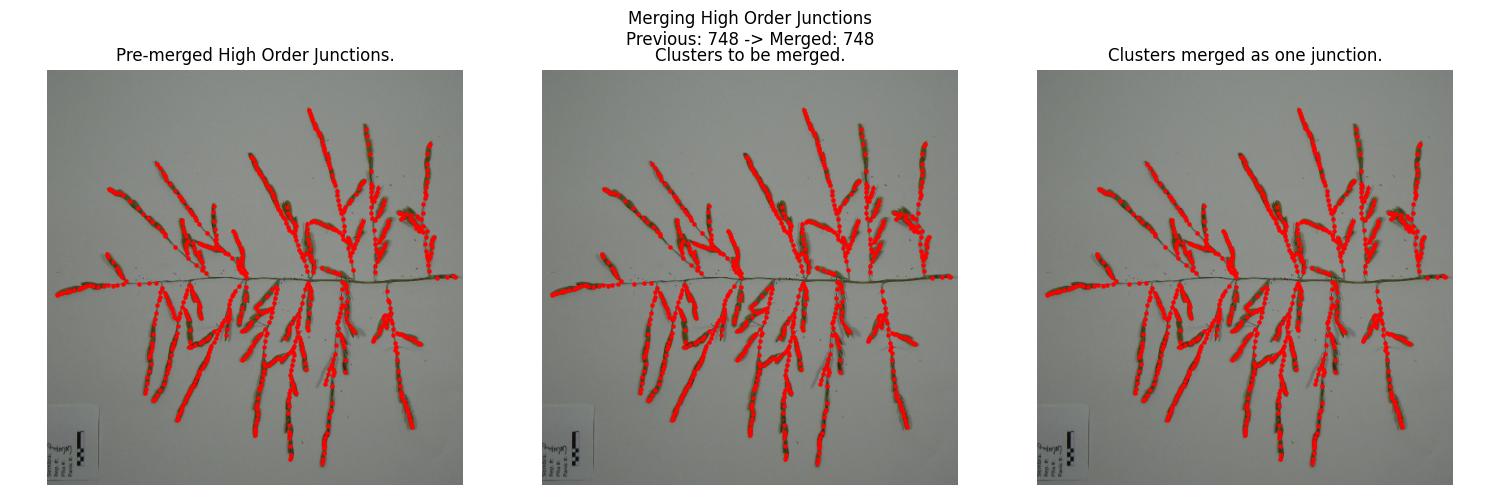 Merging High Order Junctions
Previous: 748 -> Merged: 748
Pre-merged High Order Junctions.
Clusters to be merged.
Clusters merged as one junction.